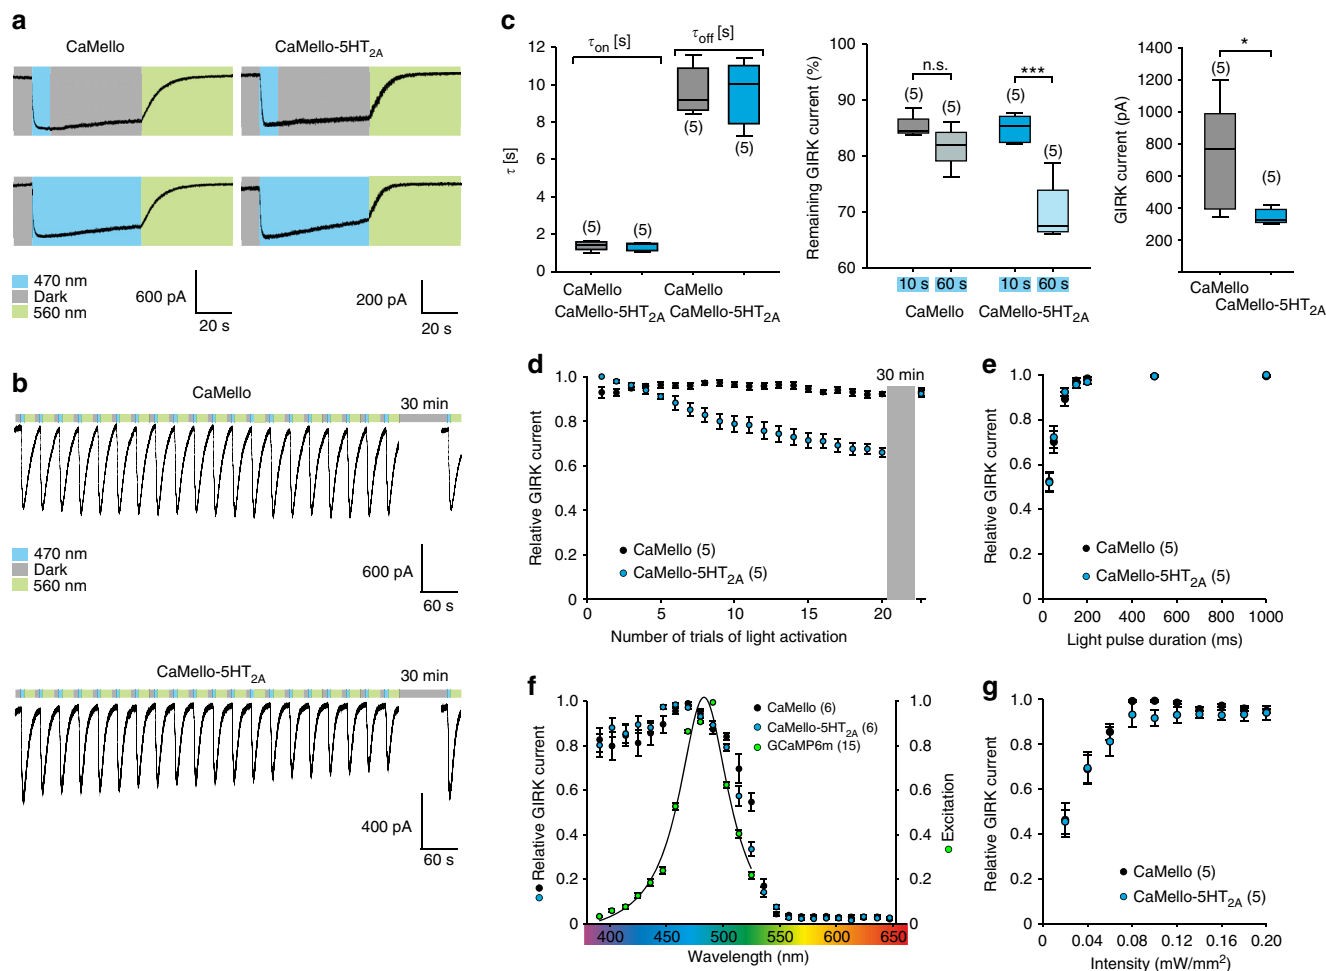 a
CaMello
CaMello-5HT2A
470 nm
Dark
560 nm
600 pA
20 s
200 pA
20 s
b
CaMello
30 min
470 nm
Dark
560 nm
600 pA
60 s
CaMello-5HT2A
30 min
400 pA
60 s
c
τon [s]
τoff [s]
12
10
8
6
4
2
0
τ [s]
(5)
(5)
(5)
(5)
CaMello
CaMello
CaMello-5HT2A
CaMello-5HT2A
100
90
80
70
60
Remaining GIRK current (%)
n.s.
***
(5)
(5)
(5)
(5)
10 s
60 s
10 s
60 s
CaMello
CaMello-5HT2A
1400
1200
1000
800
600
400
200
GIRK current (pA)
*
(5)
(5)
CaMello
CaMello-5HT2A
d
30 min
1.0
0.8
0.6
0.4
0.2
0
Relative GIRK current
CaMello (5)
CaMello-5HT2A (5)
0
5
10
15
20
Number of trials of light activation
e
1.0
0.8
0.6
0.4
0.2
0
Relative GIRK current
CaMello (5)
CaMello-5HT2A (5)
0
200
400
600
800
1000
Light pulse duration (ms)
f
1.0
0.8
0.6
0.4
0.2
0
Relative GIRK current
CaMello (6)
CaMello-5HT2A (6)
GCaMP6m (15)
1.0
0.8
0.6
0.4
0.2
0
Excitation
400
450
500
550
600
650
Wavelength (nm)
g
1.0
0.8
0.6
0.4
0.2
0
Relative GIRK current
CaMello (5)
CaMello-5HT2A (5)
0
0.04
0.08
0.12
0.16
0.20
Intensity (mW/mm²)